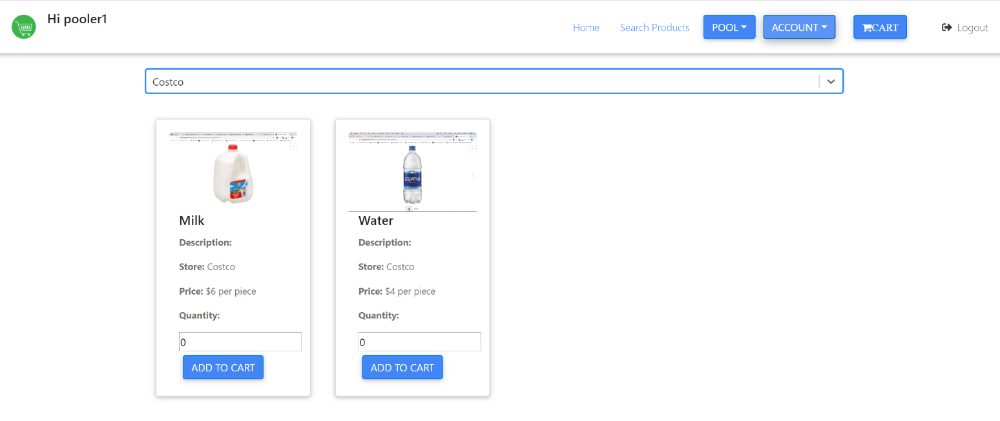 Hi pooler1
Home
Search Products
POOL
ACCOUNT
CART
Logout
Costco
AQUAFINA
Milk
Description:
Store: Costco
Price: $6 per piece
Quantity:
0
ADD TO CART
Water
Description:
Store: Costco
Price: $4 per piece
Quantity:
0
ADD TO CART